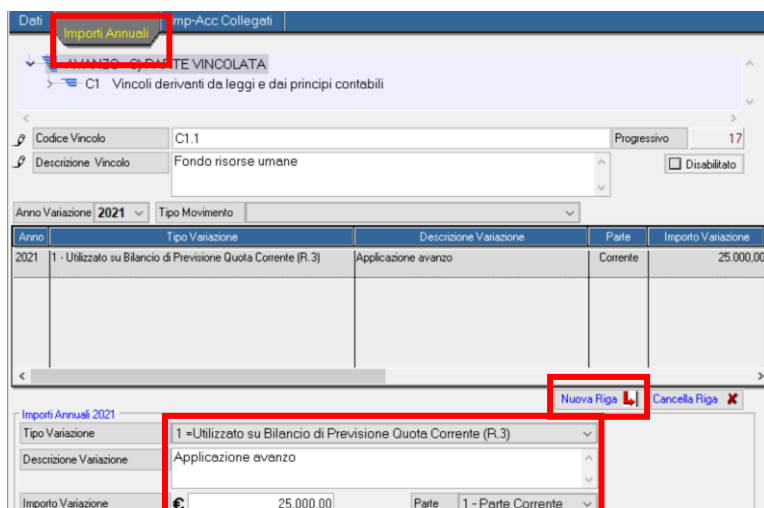 Dati Importi Annuali Imp-Acc Collegati
AVANZO - C) PARTE VINCOLATA
C1 Vincoli derivanti da leggi e dai principi contabili
Codice Vincolo C1.1 Progressivo 17
Descrizione Vincolo Fondo risorse umane Disabilitato
Anno Variazione 2021 Tipo Movimento
Anno Tipo Variazione Descrizione Variazione Parte Importo Variazione
2021 1 - Utilizzato su Bilancio di Previsione Quota Corrente (R.3) Applicazione avanzo Corrente 25.000,00
Nuova Riga Cancella Riga
Importi Annuali 2021
Tipo Variazione 1 =Utilizzato su Bilancio di Previsione Quota Corrente (R.3)
Descrizione Variazione Applicazione avanzo
Importo Variazione € 25.000,00 Parte 1 - Parte Corrente